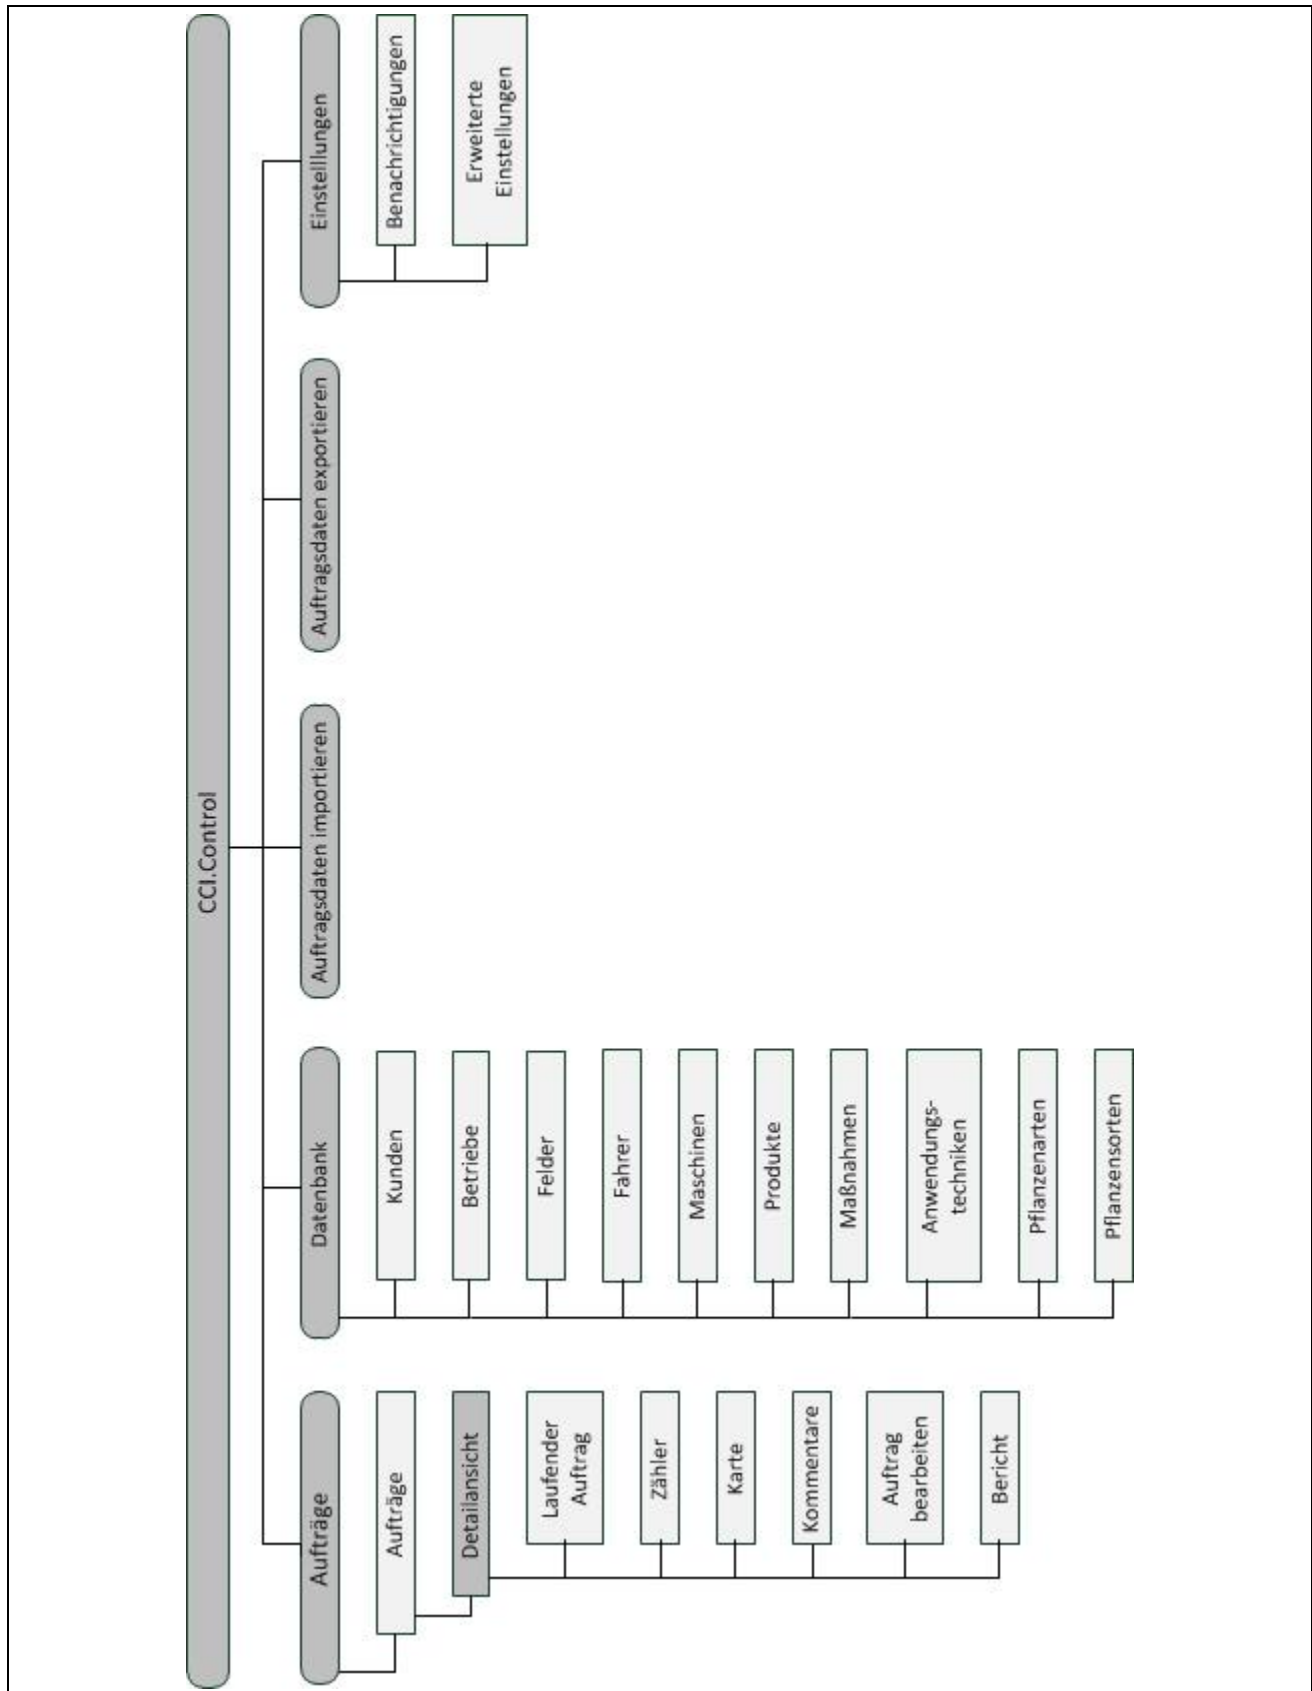 CCI.Control
Aufträge
Aufträge
Detailansicht
Laufender
Auftrag
Zähler
Karte
Kommentare
Auftrag
bearbeiten
Bericht
Datenbank
Kunden
Betriebe
Felder
Fahrer
Maschinen
Produkte
Maßnahmen
Anwendungs-
techniken
Pflanzenarten
Pflanzensorten
Auftragsdaten importieren
Auftragsdaten exportieren
Einstelllungen
Benachrichtigungen
Erweiterte
Einstellungen